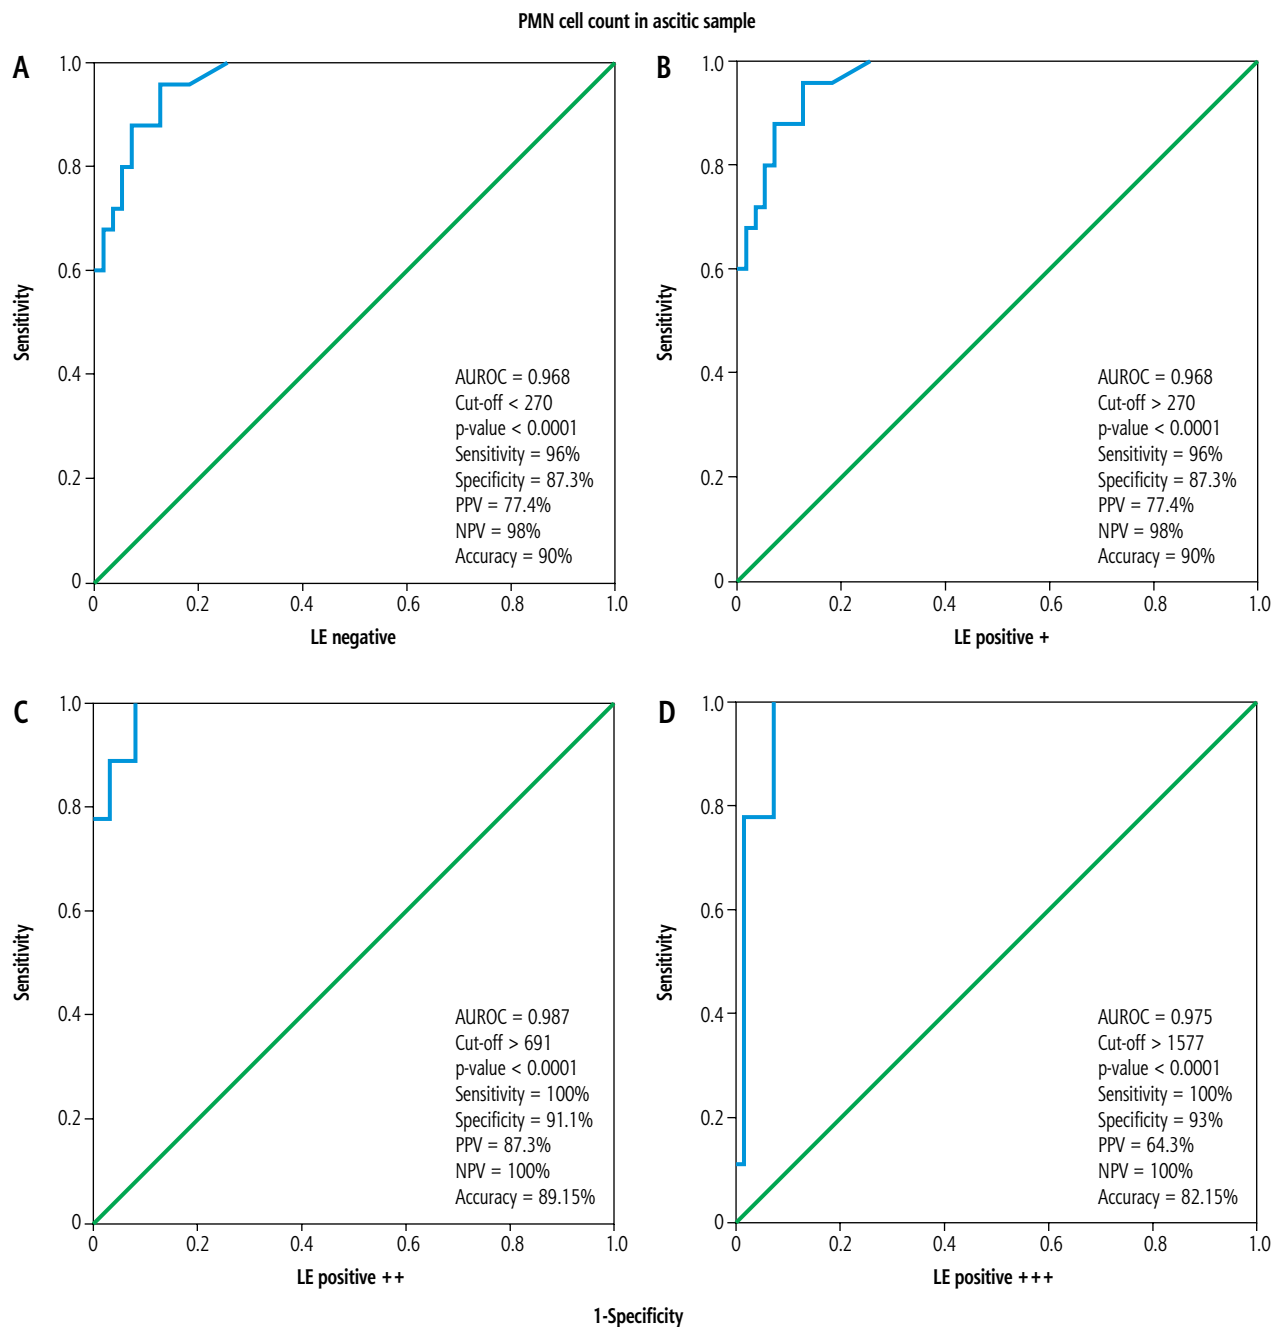 PMN cell count in ascitic sample
A
1.0
0.8
0.6
0.4
0.2
0
Sensitivity
AUROC = 0.968
Cut-off < 270
p-value < 0.0001
Sensitivity = 96%
Specificity = 87.3%
PPV = 77.4%
NPV = 98%
Accuracy = 90%
0 0.2 0.4 0.6 0.8 1.0
LE negative
B
1.0
0.8
0.6
0.4
0.2
0
Sensitivity
AUROC = 0.968
Cut-off > 270
p-value < 0.0001
Sensitivity = 96%
Specificity = 87.3%
PPV = 77.4%
NPV = 98%
Accuracy = 90%
0 0.2 0.4 0.6 0.8 1.0
LE positive +
C
1.0
0.8
0.6
0.4
0.2
0
Sensitivity
AUROC = 0.987
Cut-off > 691
p-value < 0.0001
Sensitivity = 100%
Specificity = 91.1%
PPV = 87.3%
NPV = 100%
Accuracy = 89.15%
0 0.2 0.4 0.6 0.8 1.0
LE positive ++
D
1.0
0.8
0.6
0.4
0.2
0
Sensitivity
AUROC = 0.975
Cut-off > 1577
p-value < 0.0001
Sensitivity = 100%
Specificity = 93%
PPV = 64.3%
NPV = 100%
Accuracy = 82.15%
0 0.2 0.4 0.6 0.8 1.0
LE positive +++
1-Specificity